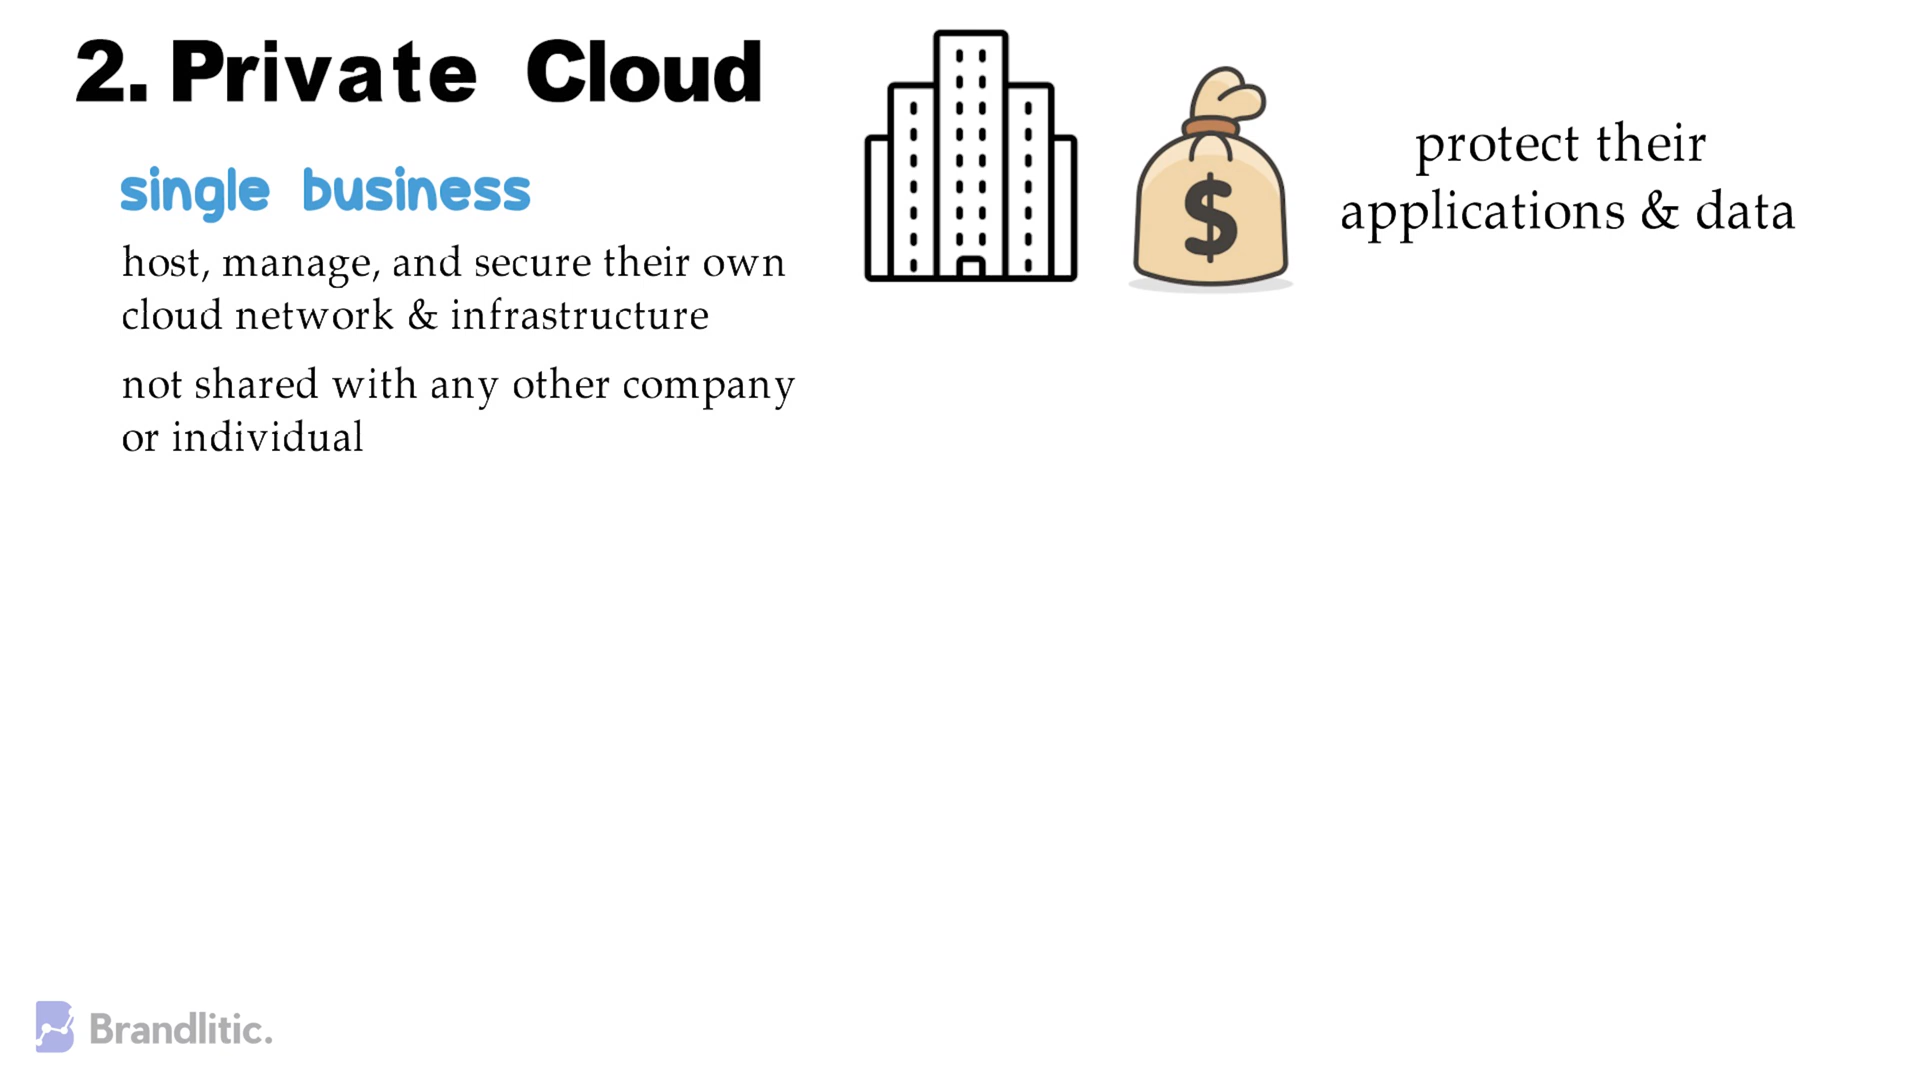 2. Private Cloud
single business
host, manage, and secure their own
cloud network & infrastructure
not shared with any other company
or individual
$
protect their
applications & data
Brandlitic.